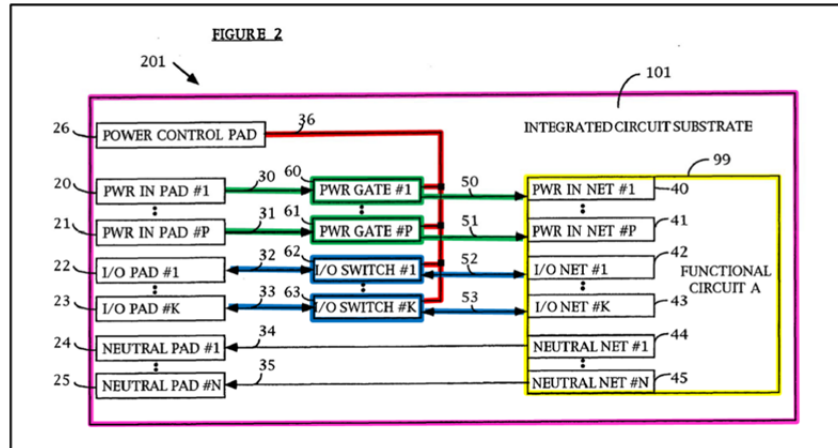 FIGURE 2
201
101
26 POWER CONTROL PAD 36
INTEGRATED CIRCUIT SUBSTRATE
99
20 PWR IN PAD #1 30 60 PWR GATE #1 50 PWR IN NET #1 40
21 PWR IN PAD #P 31 61 PWR GATE #P 51 PWR IN NET #P 41
22 I/O PAD #1 32 62 I/O SWITCH #1 52 I/O NET #1 42
FUNCTIONAL
CIRCUIT A
23 I/O PAD #K 33 63 I/O SWITCH #K 53 I/O NET #K 43
24 NEUTRAL PAD #1 34 NEUTRAL NET #1 44
25 NEUTRAL PAD #N 35 NEUTRAL NET #N 45